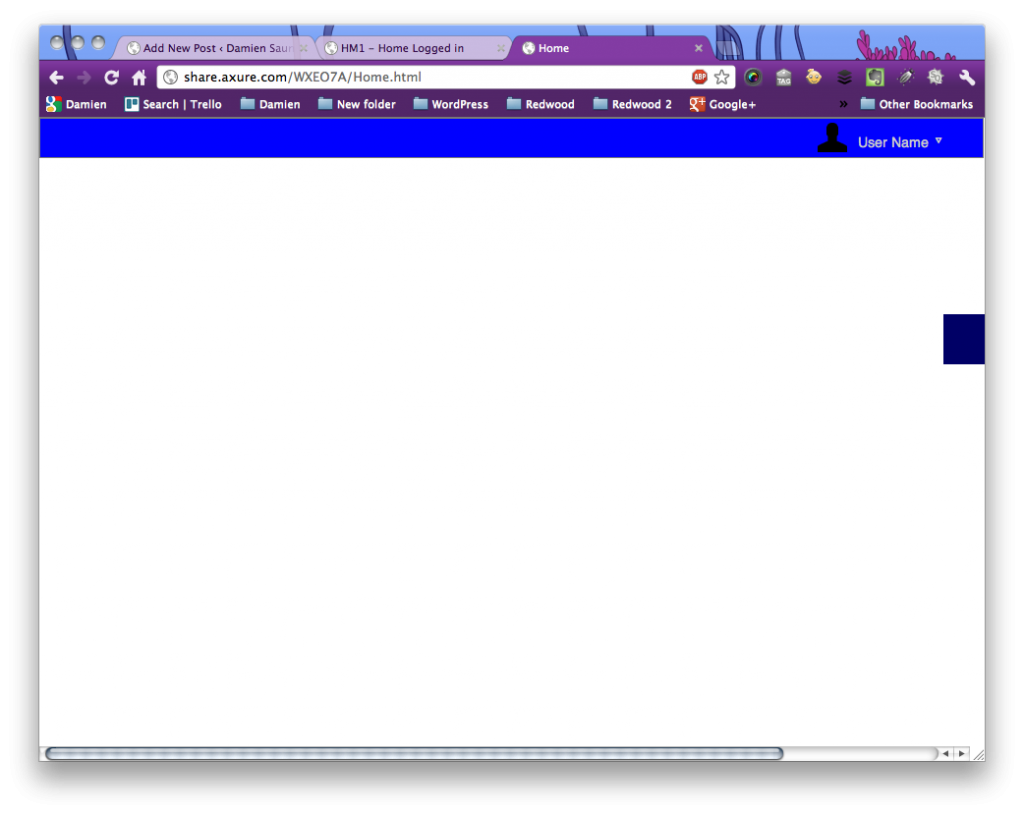 Add New Post ‹ Damien Saun
HM1 – Home Logged in
Home
share.axure.com/WXEO7A/Home.html
ABP
TAG
Damien
Search | Trello
Damien
New folder
WordPress
Redwood
Redwood 2
Google+
»
Other Bookmarks
User Name